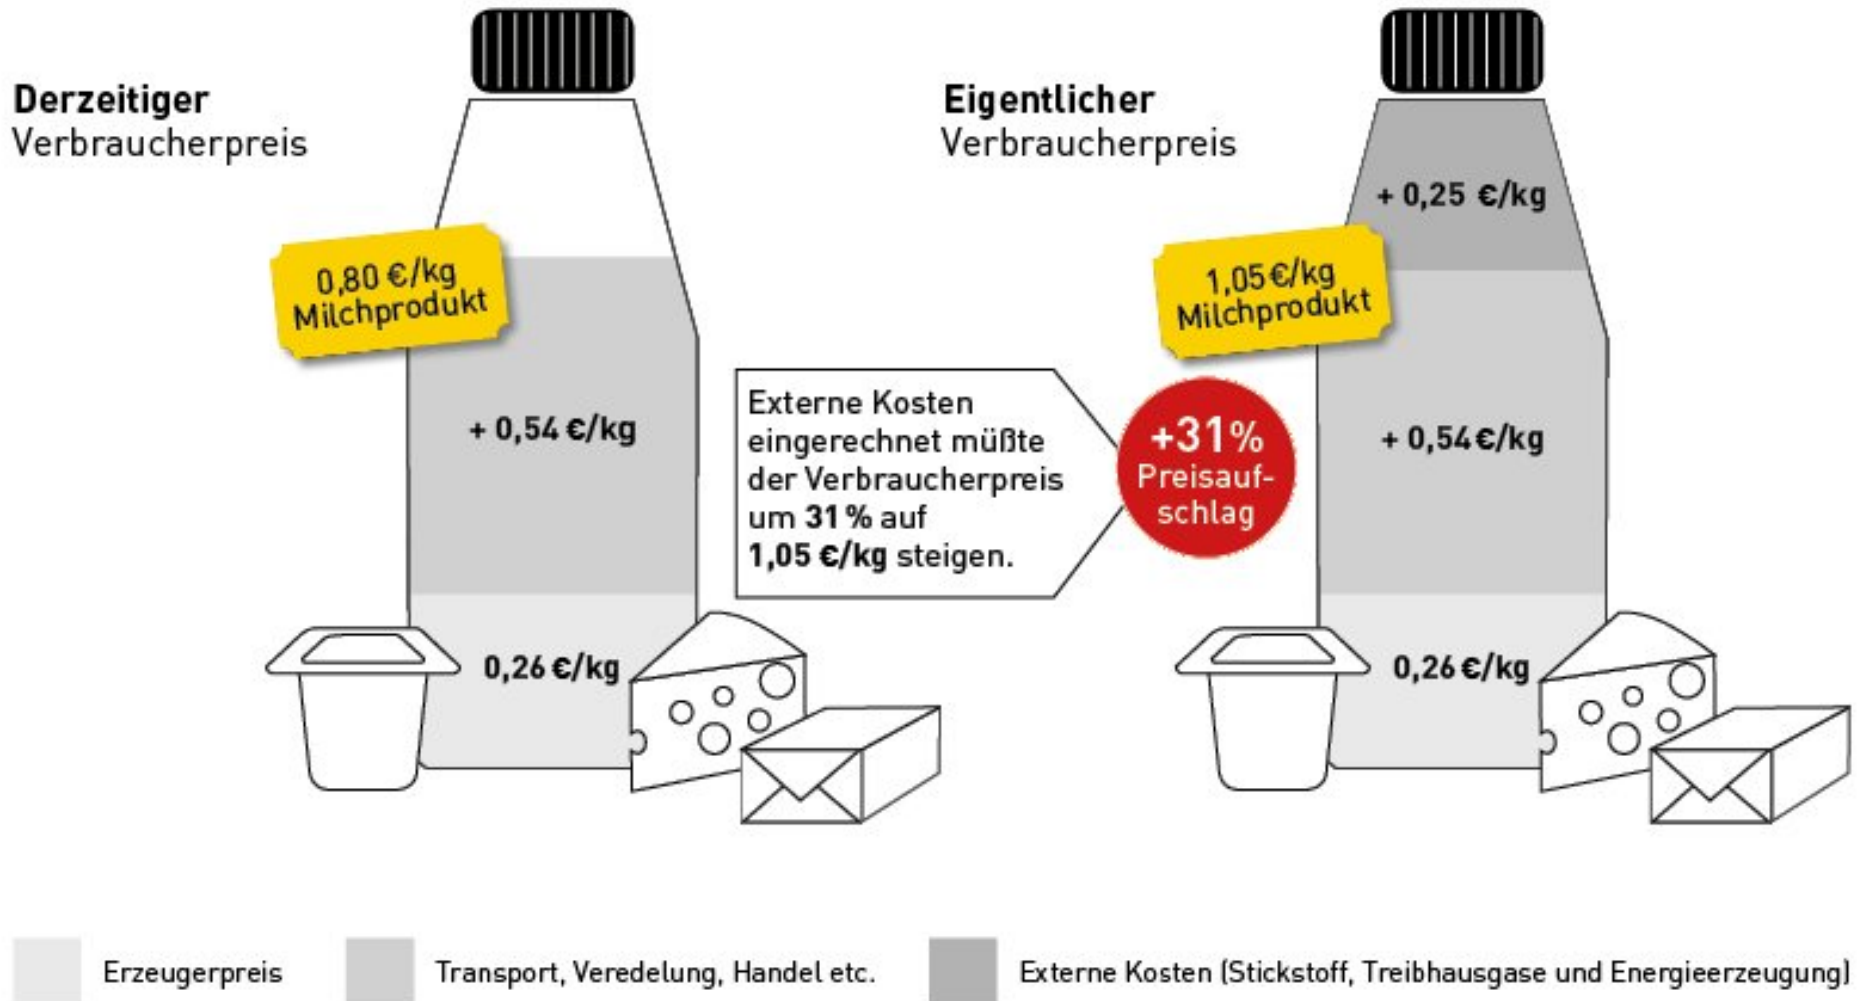 Derzeitiger
Verbraucherpreis
0,80 €/kg
Milchprodukt
+ 0,54 €/kg
0,26 €/kg
Externe Kosten
eingerechnet müßte
der Verbraucherpreis
um 31 % auf
1,05 €/kg steigen.
+31%
Preisauf-
schlag
Eigentlicher
Verbraucherpreis
+ 0,25 €/kg
1,05€/kg
Milchprodukt
+ 0,54€/kg
0,26 €/kg
Erzeugerpreis
Transport, Veredelung, Handel etc.
Externe Kosten (Stickstoff, Treibhausgase und Energieerzeugung)